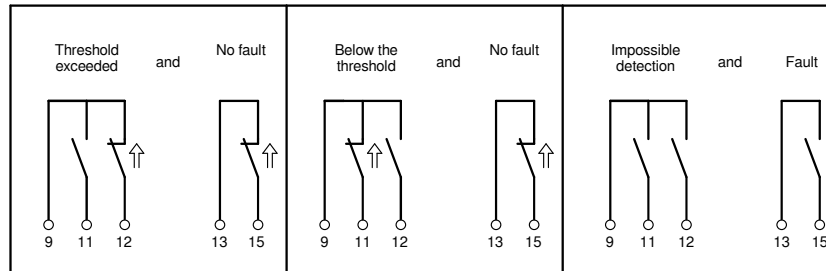 Threshold
exceeded
and
No fault
9 11 12 13 15
Below the
threshold
and
No fault
9 11 12 13 15
Impossible
detection
and
Fault
9 11 12 13 15